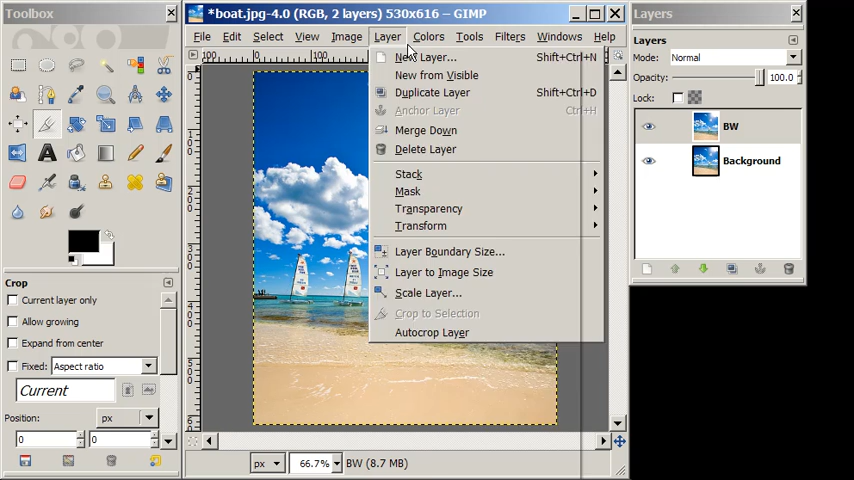 Toolbox
*boat.jpg-4.0 (RGB, 2 layers) 530x616 – GIMP
Layers
File Edit Select View Image Layer Colors Tools Filters Windows Help
Layers
Mode: Normal
Opacity: 100.0
Lock:
BW
Background
100 0 100
New Layer... Shift+Ctrl+N
New from Visible
Duplicate Layer Shift+Ctrl+D
Anchor Layer Ctrl+H
Merge Down
Delete Layer
Stack
Mask
Transparency
Transform
Layer Boundary Size...
Layer to Image Size
Scale Layer...
Crop to Selection
Autocrop Layer
Crop
Current layer only
Allow growing
Expand from center
Fixed: Aspect ratio
Current
Position: px
0 0
px 66.7% BW (8.7 MB)